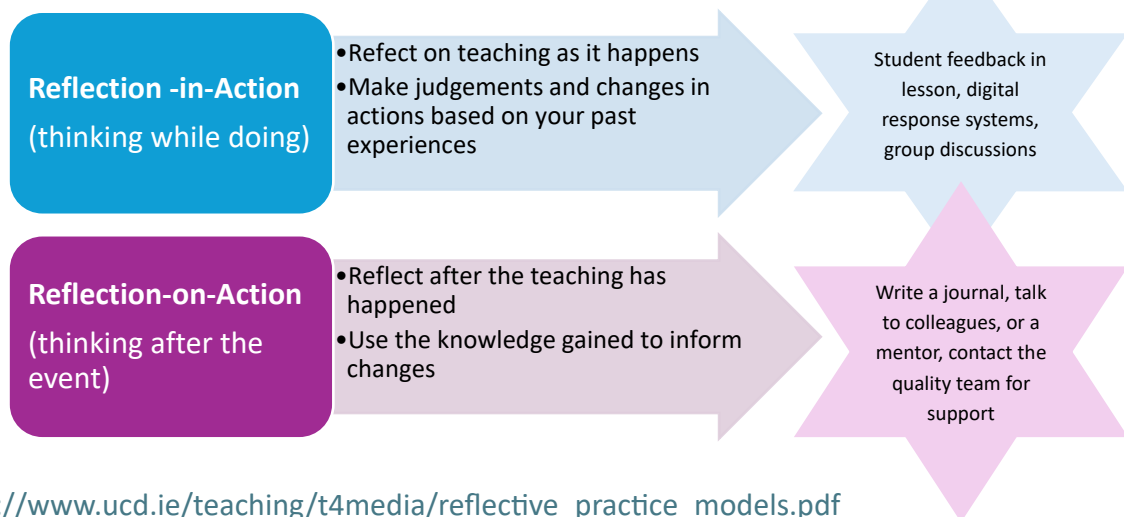 Reflection -in-Action
(thinking while doing)
•Refect on teaching as it happens
•Make judgements and changes in
actions based on your past
experiences
Student feedback in
lesson, digital
response systems,
group discussions
Reflection-on-Action
(thinking after the
event)
•Reflect after the teaching has
happened
•Use the knowledge gained to inform
changes
Write a journal, talk
to colleagues, or a
mentor, contact the
quality team for
support
://www.ucd.ie/teaching/t4media/reflective_practice_models.pdf